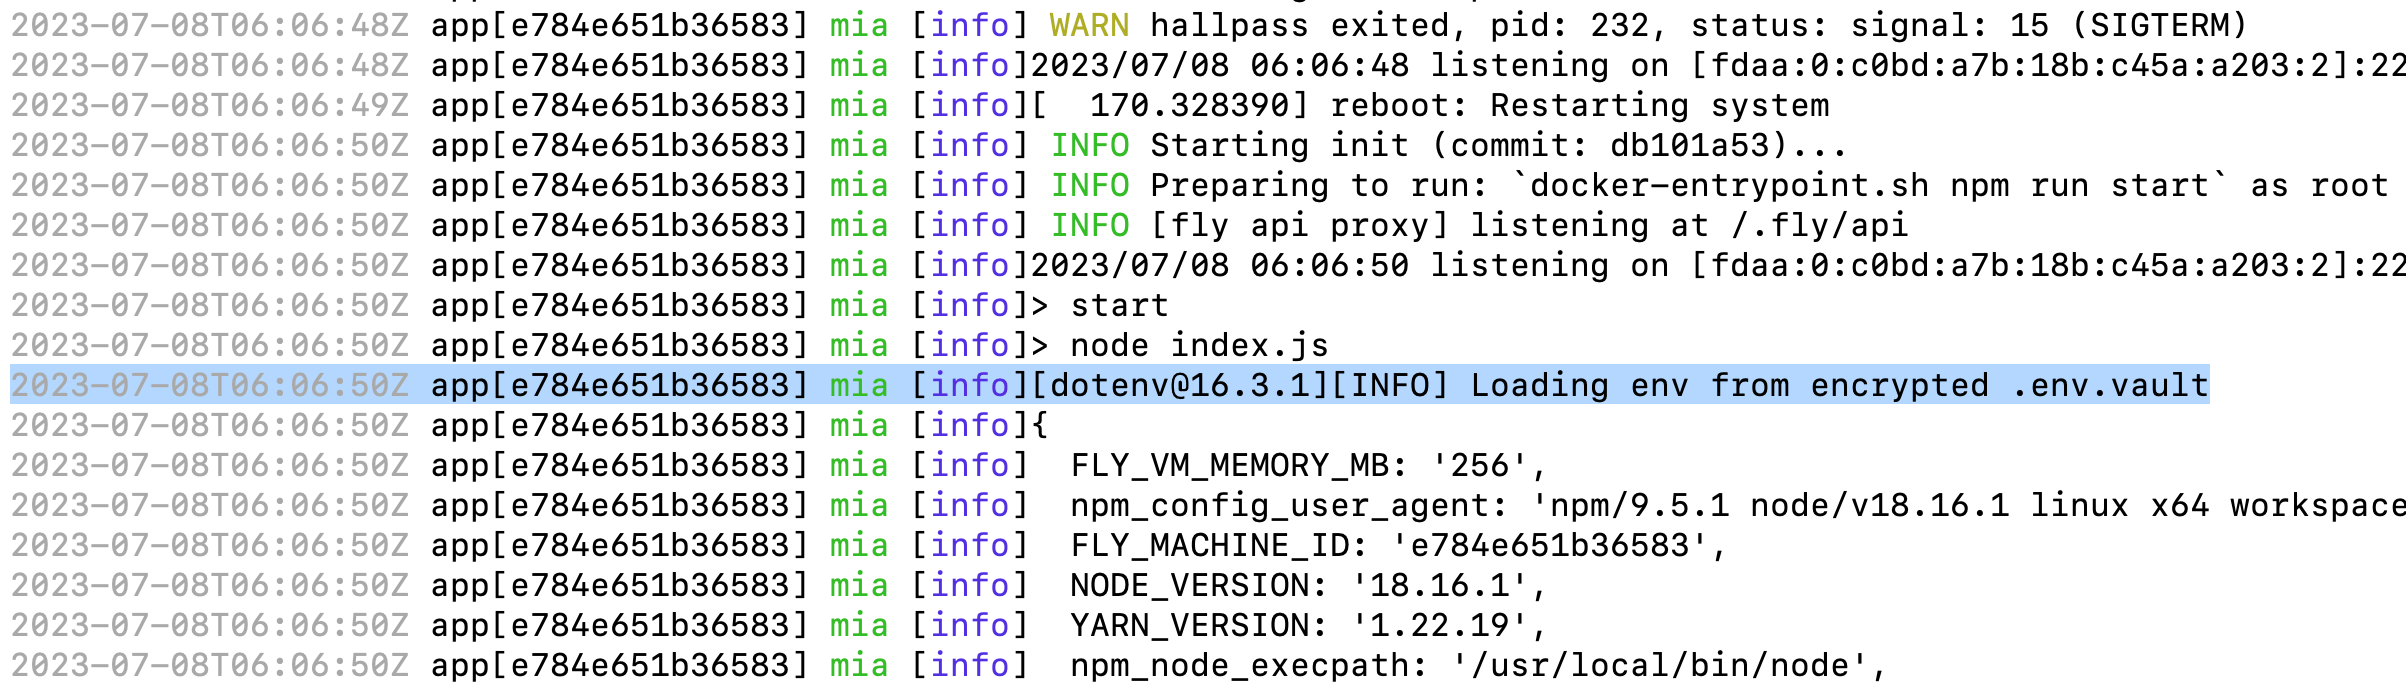 2023-07-08T06:06:48Z app[e784e651b36583] mia [info] WARN hallpass exited, pid: 232, status: signal: 15 (SIGTERM)
2023-07-08T06:06:48Z app[e784e651b36583] mia [info]2023/07/08 06:06:48 listening on [fdaa:0:c0bd:a7b:18b:c45a:a203:2]:22
2023-07-08T06:06:49Z app[e784e651b36583] mia [info][  170.328390] reboot: Restarting system
2023-07-08T06:06:50Z app[e784e651b36583] mia [info] INFO Starting init (commit: db101a53)...
2023-07-08T06:06:50Z app[e784e651b36583] mia [info] INFO Preparing to run: `docker-entrypoint.sh npm run start` as root
2023-07-08T06:06:50Z app[e784e651b36583] mia [info] INFO [fly api proxy] listening at /.fly/api
2023-07-08T06:06:50Z app[e784e651b36583] mia [info]2023/07/08 06:06:50 listening on [fdaa:0:c0bd:a7b:18b:c45a:a203:2]:22
2023-07-08T06:06:50Z app[e784e651b36583] mia [info]> start
2023-07-08T06:06:50Z app[e784e651b36583] mia [info]> node index.js
2023-07-08T06:06:50Z app[e784e651b36583] mia [info][dotenv@16.3.1][INFO] Loading env from encrypted .env.vault
2023-07-08T06:06:50Z app[e784e651b36583] mia [info]{
2023-07-08T06:06:50Z app[e784e651b36583] mia [info]  FLY_VM_MEMORY_MB: '256',
2023-07-08T06:06:50Z app[e784e651b36583] mia [info]  npm_config_user_agent: 'npm/9.5.1 node/v18.16.1 linux x64 workspace
2023-07-08T06:06:50Z app[e784e651b36583] mia [info]  FLY_MACHINE_ID: 'e784e651b36583',
2023-07-08T06:06:50Z app[e784e651b36583] mia [info]  NODE_VERSION: '18.16.1',
2023-07-08T06:06:50Z app[e784e651b36583] mia [info]  YARN_VERSION: '1.22.19',
2023-07-08T06:06:50Z app[e784e651b36583] mia [info]  npm_node_execpath: '/usr/local/bin/node',